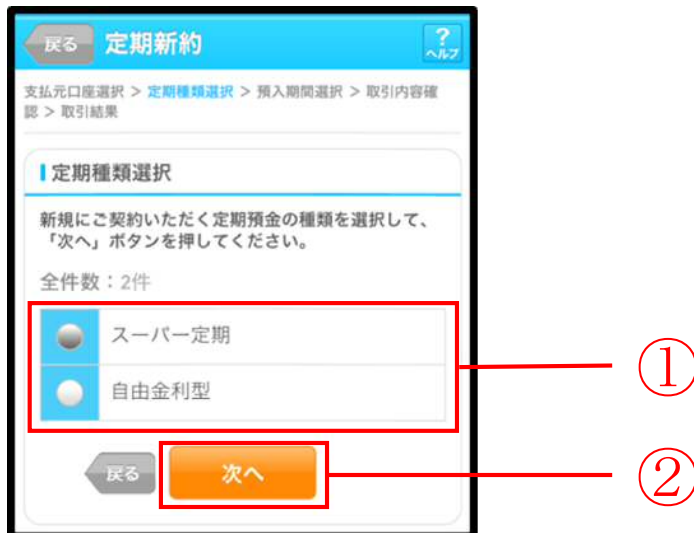 戻る 定期新約 ? ヘルプ
支払元口座選択 > 定期種類選択 > 預入期間選択 > 取引内容確
認 > 取引結果
定期種類選択
新規にご契約いただく定期預金の種類を選択して、
「次へ」ボタンを押してください。
全件数：2件
スーパー定期
①
自由金利型
戻る 次へ
②